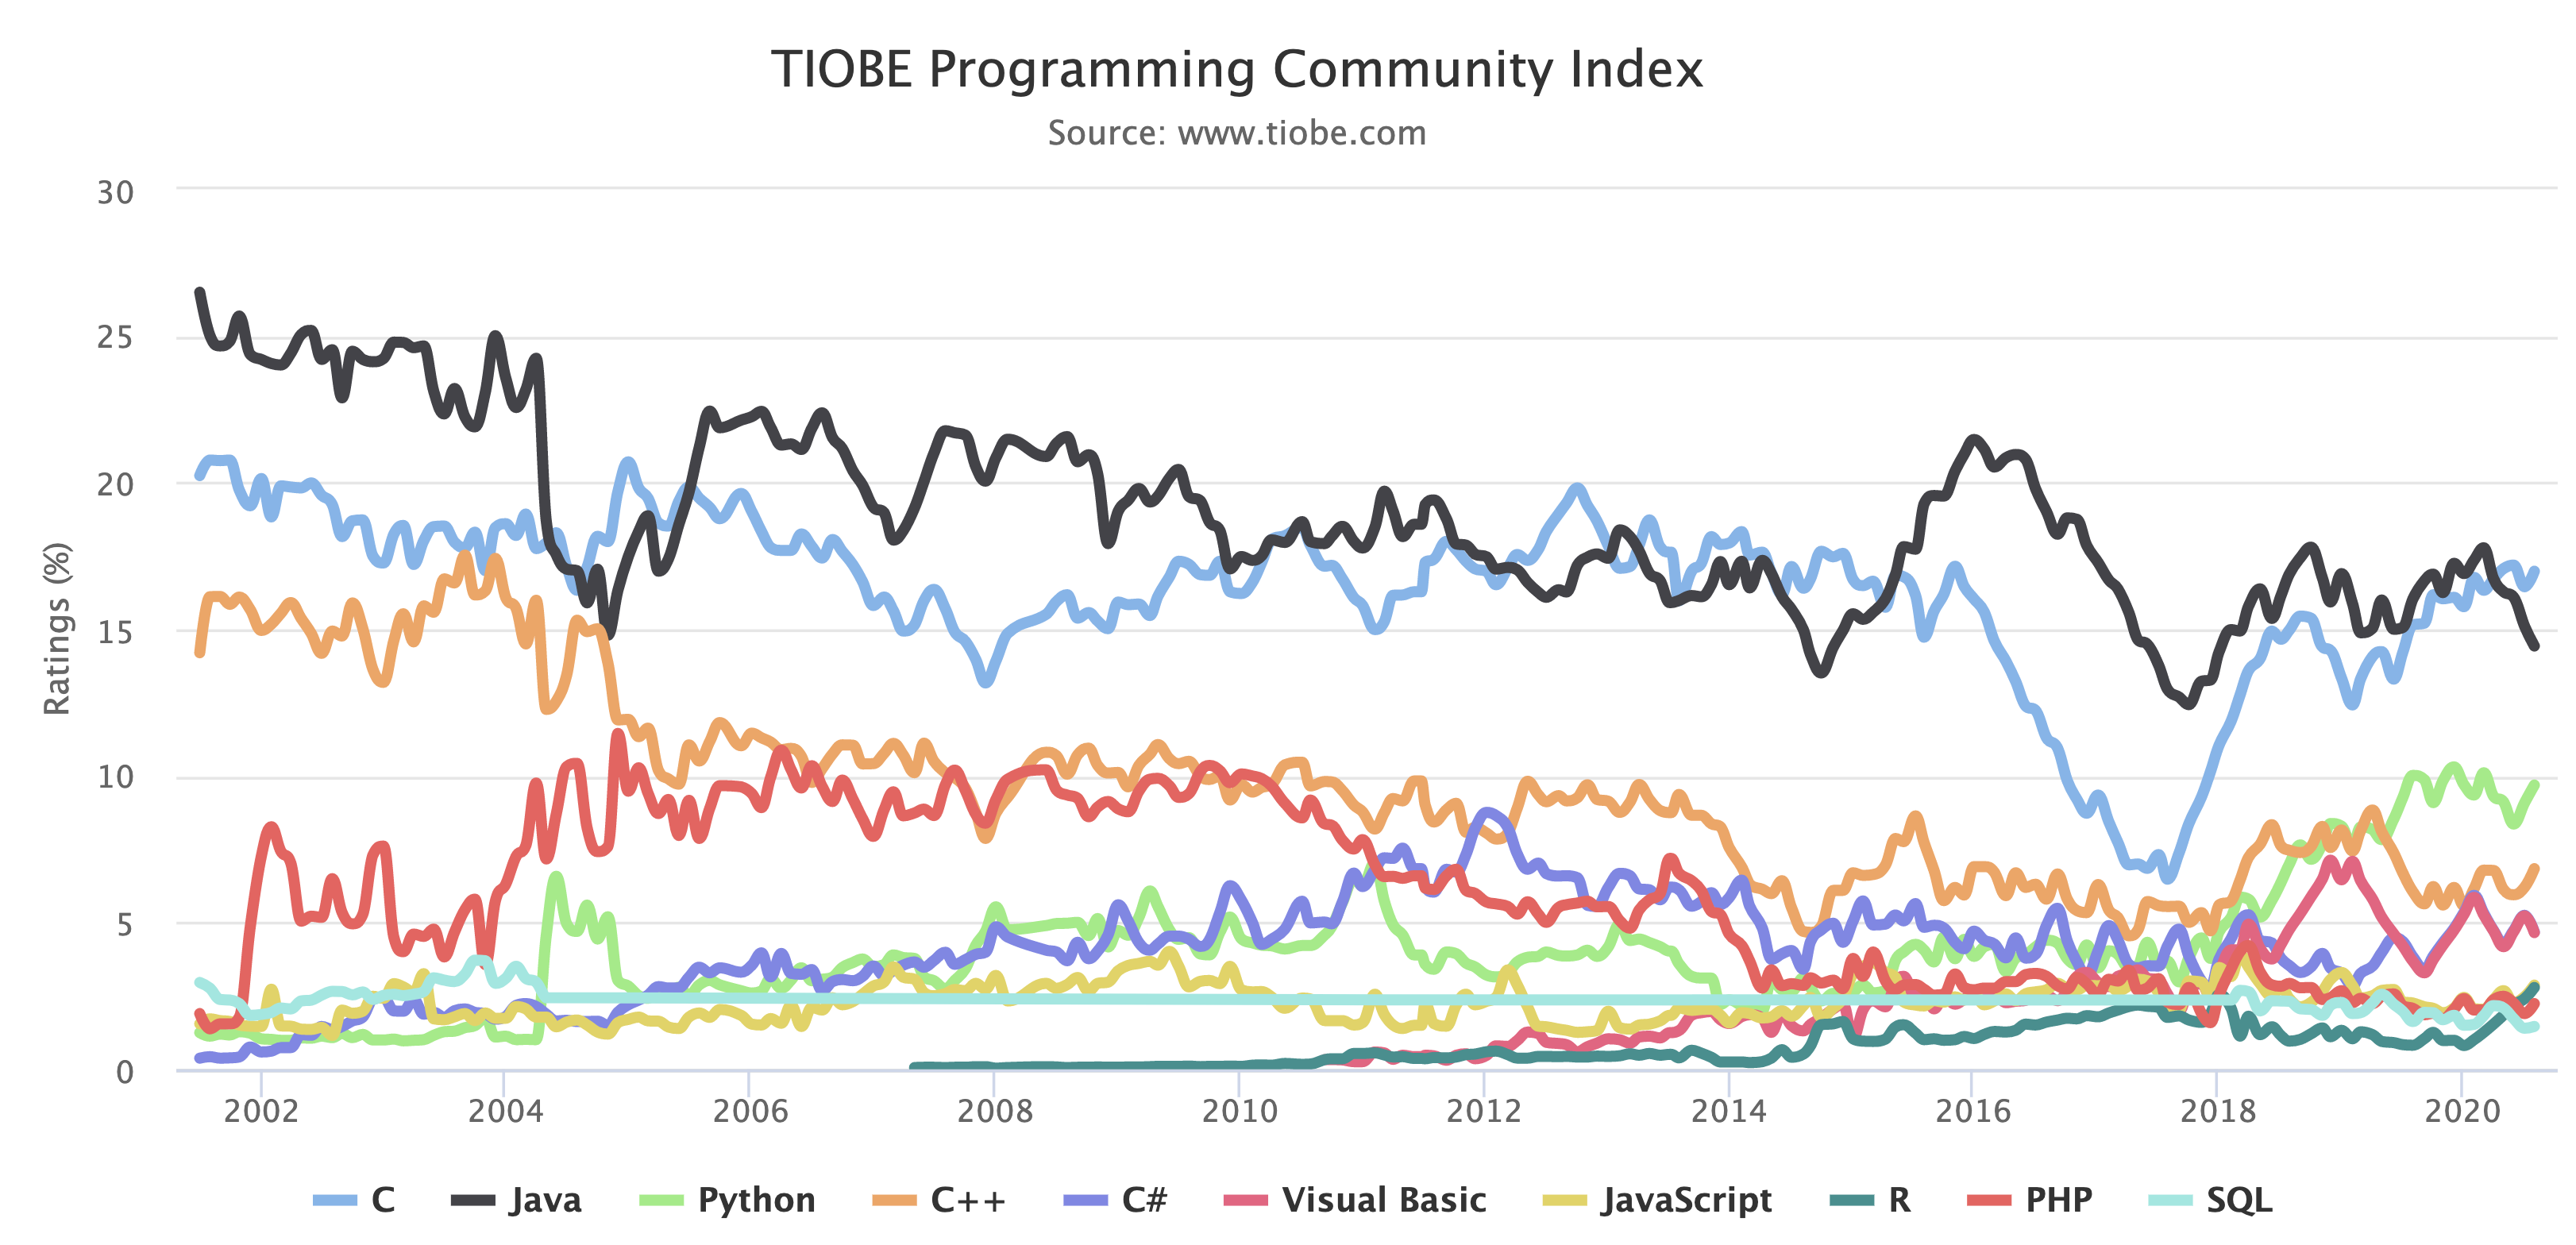 TIOBE Programming Community Index
Source: www.tiobe.com
30
25
20
15
10
5
0
Ratings (%)
2002 2004 2006 2008 2010 2012 2014 2016 2018 2020
C Java Python C++ C# Visual Basic JavaScript R PHP SQL